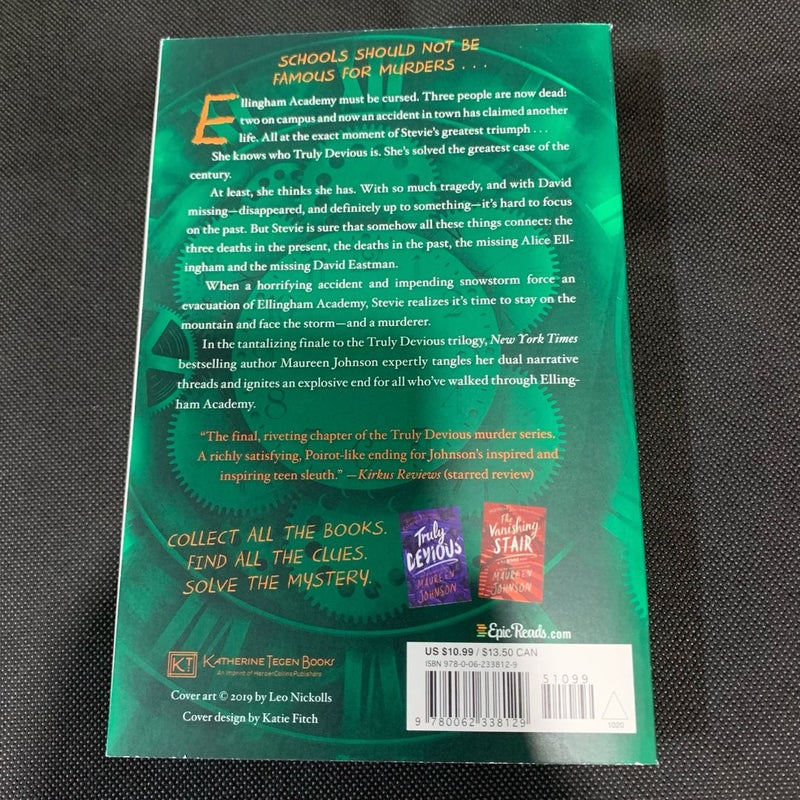 SCHOOLS SHOULD NOT BE
FAMOUS FOR MURDERS . . .
Ellingham Academy must be cursed. Three people are now dead:
two on campus and now an accident in town has claimed another
life. All at the exact moment of Stevie's greatest triumph . . .
She knows who Truly Devious is. She's solved the greatest case of the
century.
At least, she thinks she has. With so much tragedy, and with David
missing—disappeared, and definitely up to something—it's hard to focus
on the past. But Stevie is sure that somehow all these things connect: the
three deaths in the present, the deaths in the past, the missing Alice Ell-
ingham and the missing David Eastman.
When a horrifying accident and impending snowstorm force an
evacuation of Ellingham Academy, Stevie realizes it's time to stay on the
mountain and face the storm—and a murderer.
In the tantalizing finale to the Truly Devious trilogy, New York Times
bestselling author Maureen Johnson expertly tangles her dual narrative
threads and ignites an explosive end for all who've walked through Elling-
ham Academy.
"The final, riveting chapter of the Truly Devious murder series.
A richly satisfying, Poirot-like ending for Johnson's inspired and
inspiring teen sleuth." —Kirkus Reviews (starred review)
COLLECT ALL THE BOOKS.
FIND ALL THE CLUES.
SOLVE THE MYSTERY.
Truly
DEVIOUS
MAUREEN
JOHNSON
The
Vanishing
STAIR
MAUREEN
JOHNSON
EpicReads.com
KT
KATHERINE TEGEN BOOKS
An Imprint of HarperCollinsPublishers
Cover art © 2019 by Leo Nickolls
Cover design by Katie Fitch
US $10.99 / $13.50 CAN
ISBN 978-0-06-233812-9
51099
9 780062 338129
1020